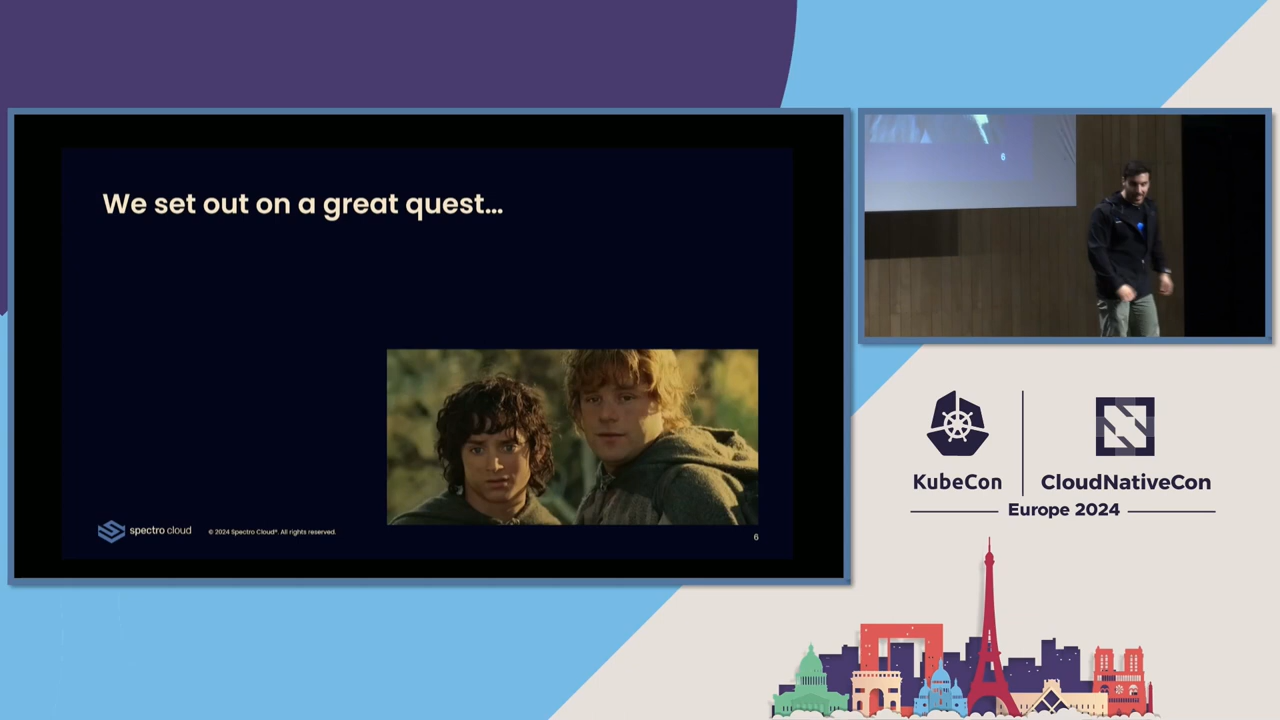 We set out on a great quest...
spectro cloud
© 2024 Spectro Cloud®. All rights reserved.
6
6
KubeCon
CloudNativeCon
Europe 2024